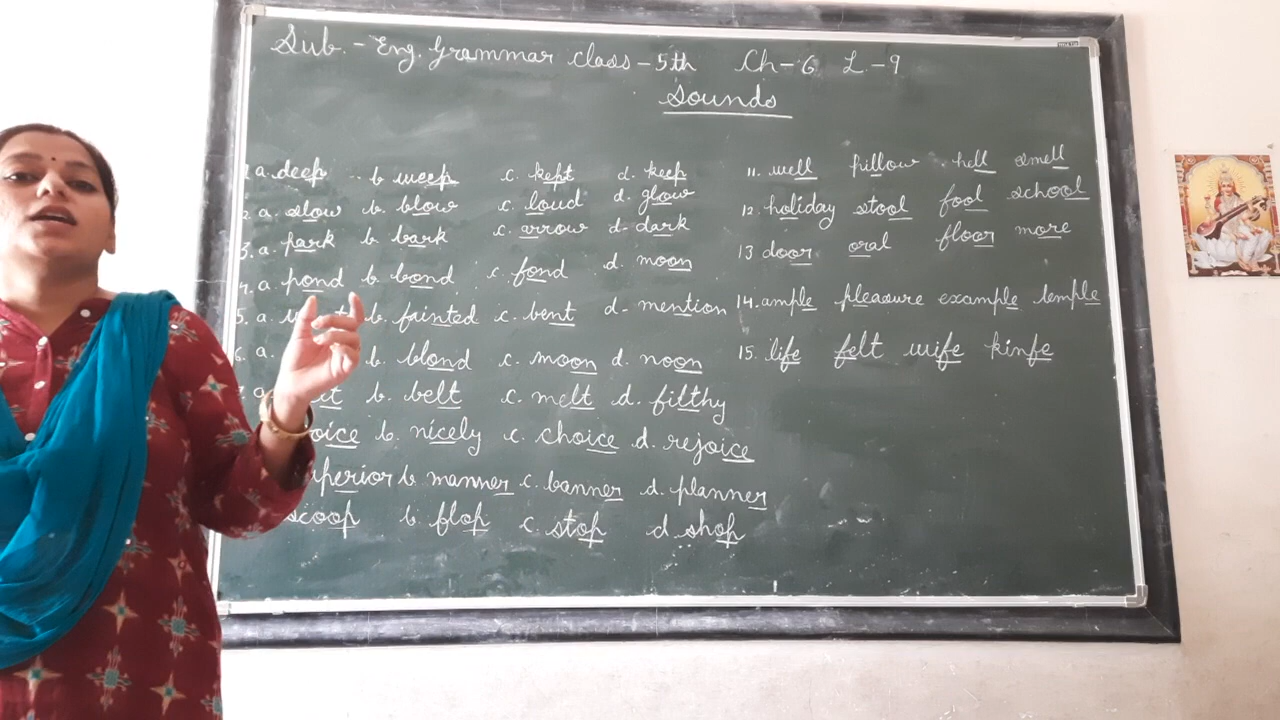 Sub. - Eng. Grammar Class - 5th Ch-6 L.-9
Sounds
1 a. deep b weep c. kept d. keep
2 a. slow b. blow c. loud d. glow
3. a. park b bark c. arrow d- dark
4. a pond b bond c. fond d. moon
5. a. b. fainted c. bent d- mention
6. a. b. blond c. moon d. noon
b. belt c. melt d. filthy
b. nicely c. choice d. rejoice
b manner c. banner d. planner
scoop b. flop c. stop d. shop
11. well pillow hell smell
12. holiday stool fool school
13 door oral floor more
14. ample pleasure example temple
15. life felt wife kinfe